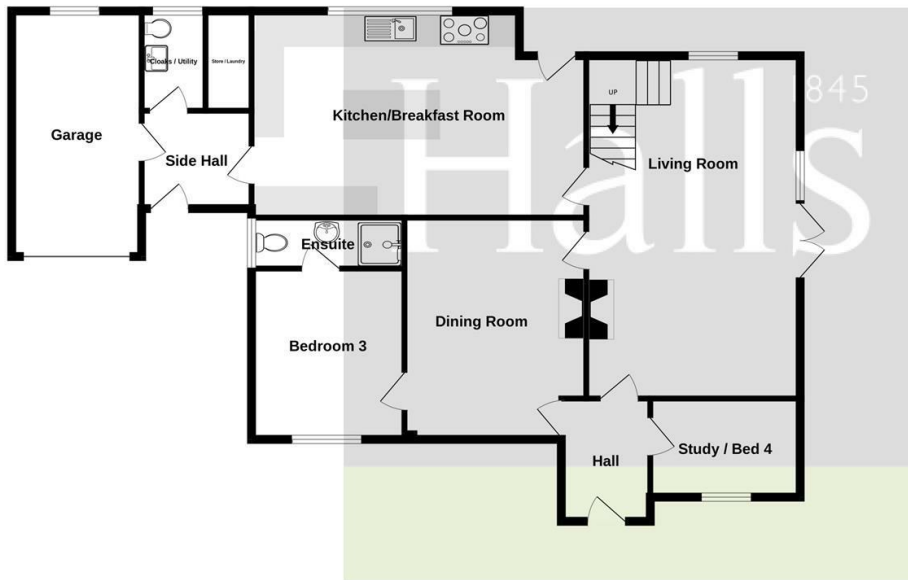 Cloaks / Utility
Store / Laundry
UP
1845
Kitchen/Breakfast Room
Garage
Side Hall
Living Room
Halls
Ensuite
Dining Room
Bedroom 3
Study / Bed 4
Hall